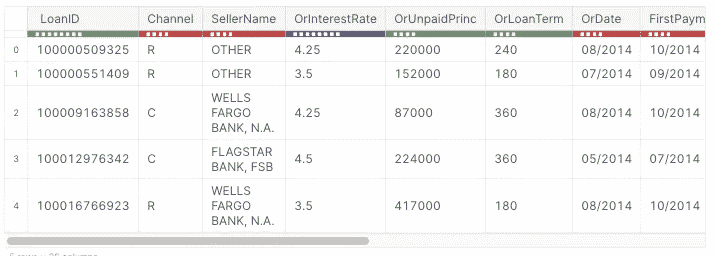 LoanID Channel SellerName OrInterestRate OrUnpaidPrinc OrLoanTerm OrDate FirstPaym
0 100000509325 R OTHER 4.25 220000 240 08/2014 10/2014
1 100000551409 R OTHER 3.5 152000 180 07/2014 09/2014
WELLS
2 100009163858 C FARGO 4.25 87000 360 08/2014 10/2014
BANK, N.A.
3 100012976342 C FLAGSTAR 4.5 224000 360 05/2014 07/2014
BANK, FSB
WELLS
4 100016766923 R FARGO 3.5 417000 180 08/2014 10/2014
BANK, N.A.